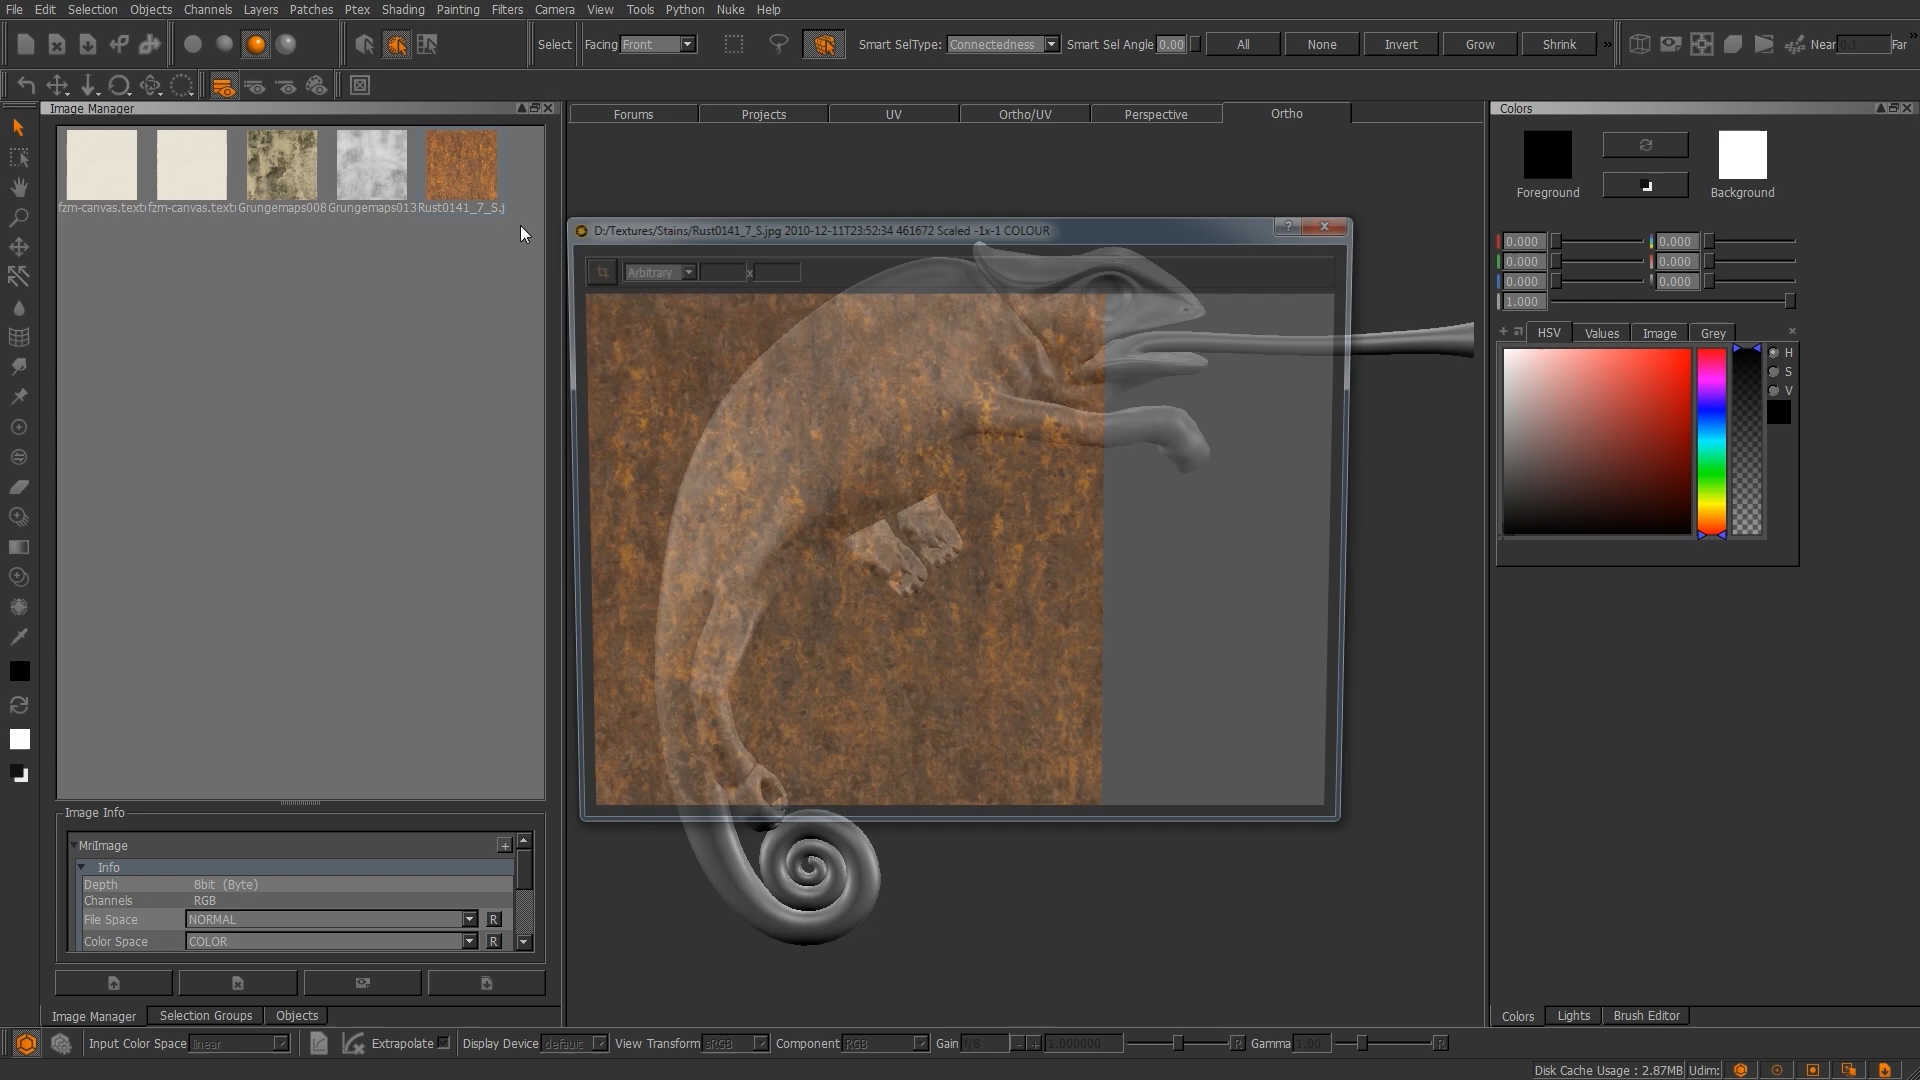 File Edit Selection Objects Channels Layers Patches Ptex Shading Painting Filters Camera View Tools Python Nuke Help
Select Facing Front Smart SelType: Connectedness Smart Sel Angle 0.00 All None Invert Grow Shrink » Near 0.1 Far »
Image Manager
Forums Projects UV Ortho/UV Perspective Ortho
Colors
fzm-canvas.text fzm-canvas.text Grungemaps008 Grungemaps013 Rust0141_7_S.j
Foreground Background
D:/Textures/Stains/Rust0141_7_S.jpg 2010-12-11T23:52:34 461672 Scaled -1x-1 COLOUR
Arbitrary x
0.000 0.000
0.000 0.000
0.000 0.000
1.000
HSV Values Image Grey
H
S
V
Image Info
MriImage
Info
Depth 8bit (Byte)
Channels RGB
File Space NORMAL R
Color Space COLOR R
Image Manager Selection Groups Objects
Colors Lights Brush Editor
Input Color Space linear Extrapolate Display Device default View Transform sRGB Component RGB Gain f/8 - + 1.000000 R Gamma 1.00 R
Disk Cache Usage : 2.87MB Udim: